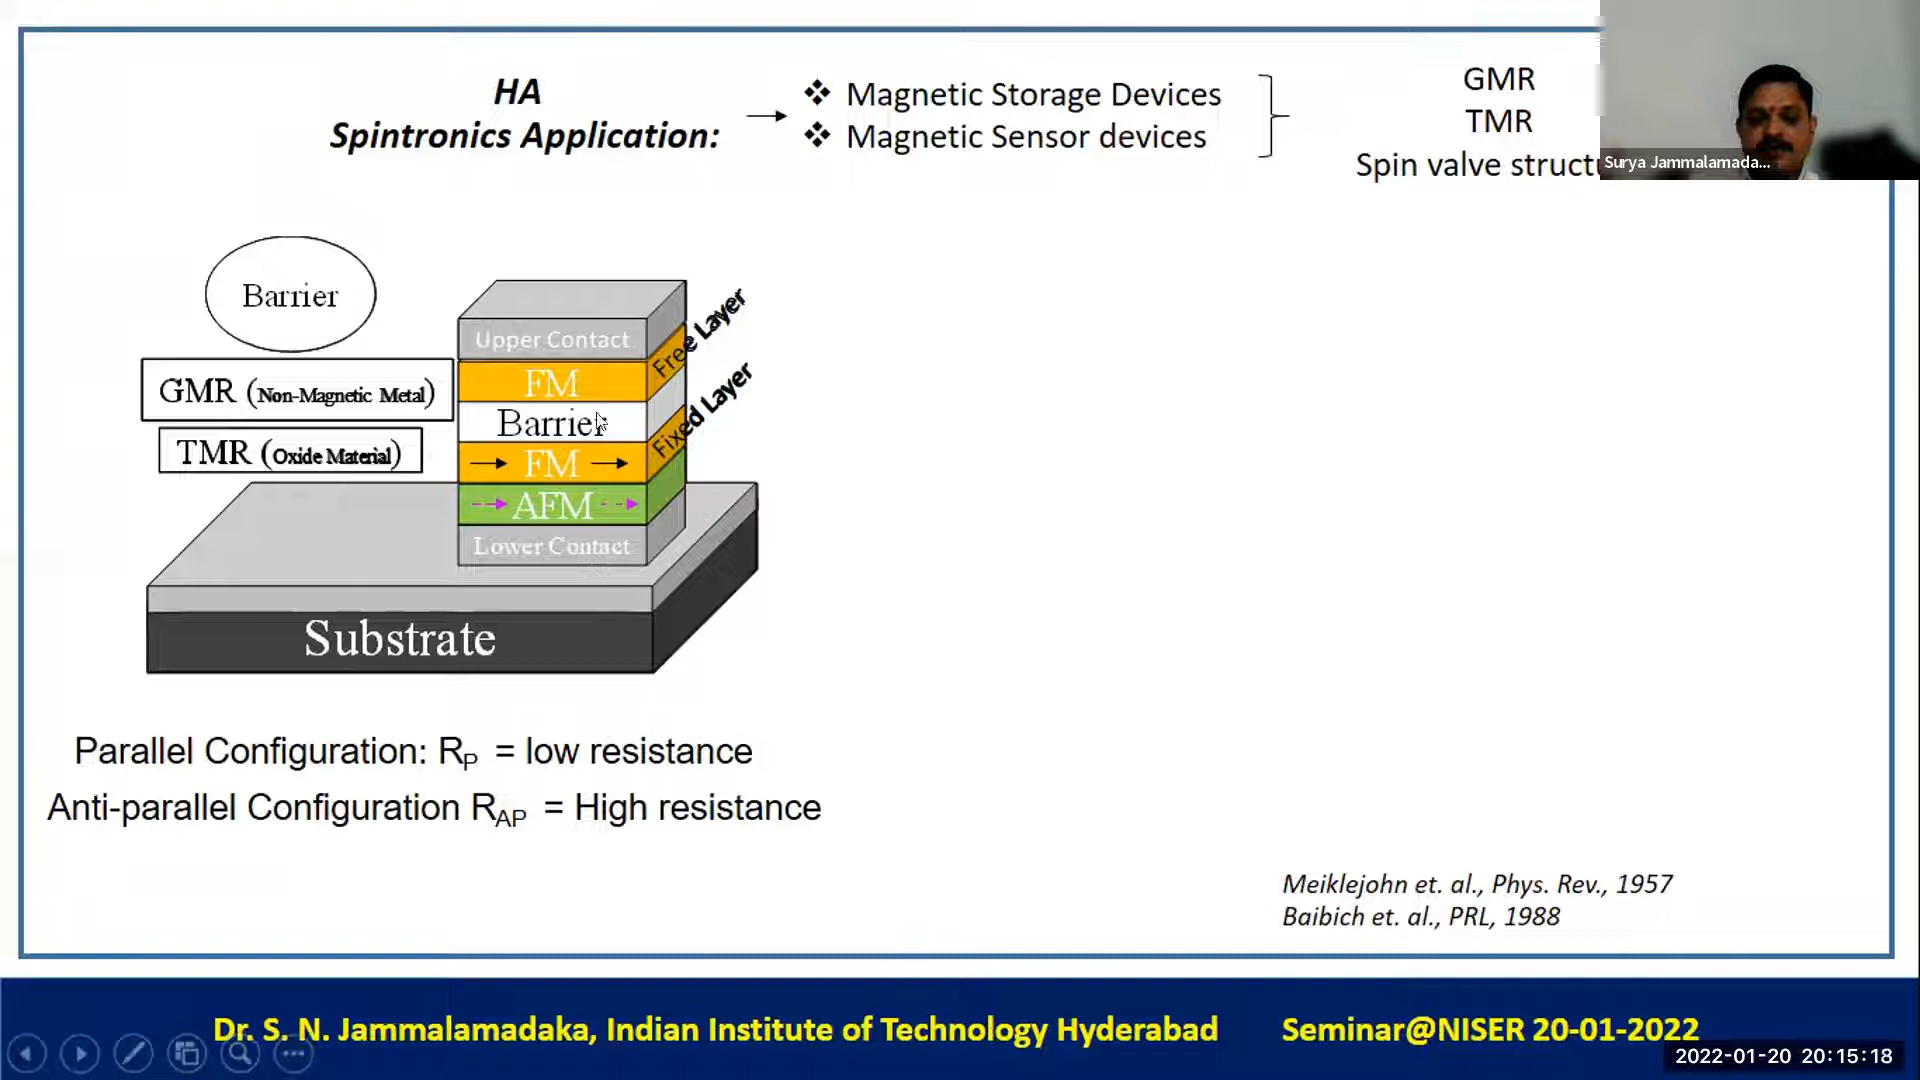 HA
Spintronics Application:
❖ Magnetic Storage Devices
❖ Magnetic Sensor devices
GMR
TMR
Spin valve
Surya Jammalamada...
Barrier
GMR (Non-Magnetic Metal)
TMR (Oxide Material)
Upper Contact
FM
Barrier
FM
AFM
Lower Contact
Free Layer
Fixed Layer
Substrate
Parallel Configuration: RP = low resistance
Anti-parallel Configuration RAP = High resistance
Meiklejohn et. al., Phys. Rev., 1957
Baibich et. al., PRL, 1988
Dr. S. N. Jammalamadaka, Indian Institute of Technology Hyderabad
Seminar@NISER 20-01-2022
2022-01-20 20:15:18